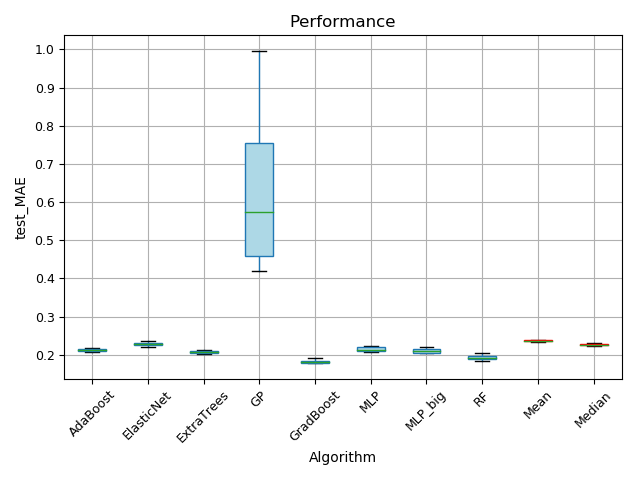 Performance
1.0
0.9
0.8
0.7
0.6
0.5
0.4
0.3
0.2
test_MAE
AdaBoost
ElasticNet
ExtraTrees
GP
GradBoost
MLP
MLP_big
RF
Mean
Median
Algorithm